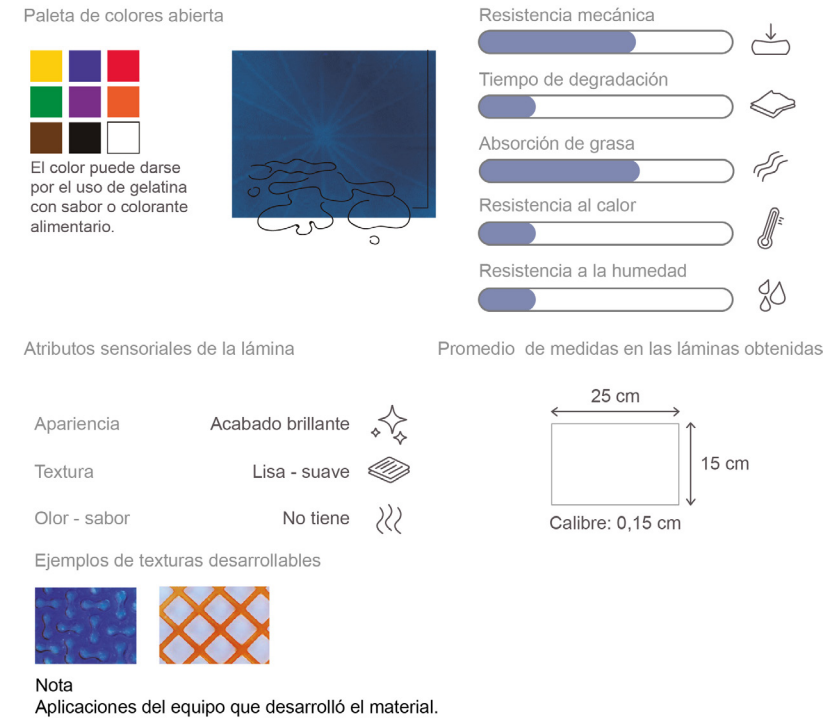 Paleta de colores abierta
El color puede darse
por el uso de gelatina
con sabor o colorante
alimentario.
Resistencia mecánica
Tiempo de degradación
Absorción de grasa
Resistencia al calor
Resistencia a la humedad
Atributos sensoriales de la lámina
Apariencia Acabado brillante
Textura Lisa - suave
Olor - sabor No tiene
Promedio de medidas en las láminas obtenidas
25 cm
15 cm
Calibre: 0,15 cm
Ejemplos de texturas desarrollables
Nota
Aplicaciones del equipo que desarrolló el material.